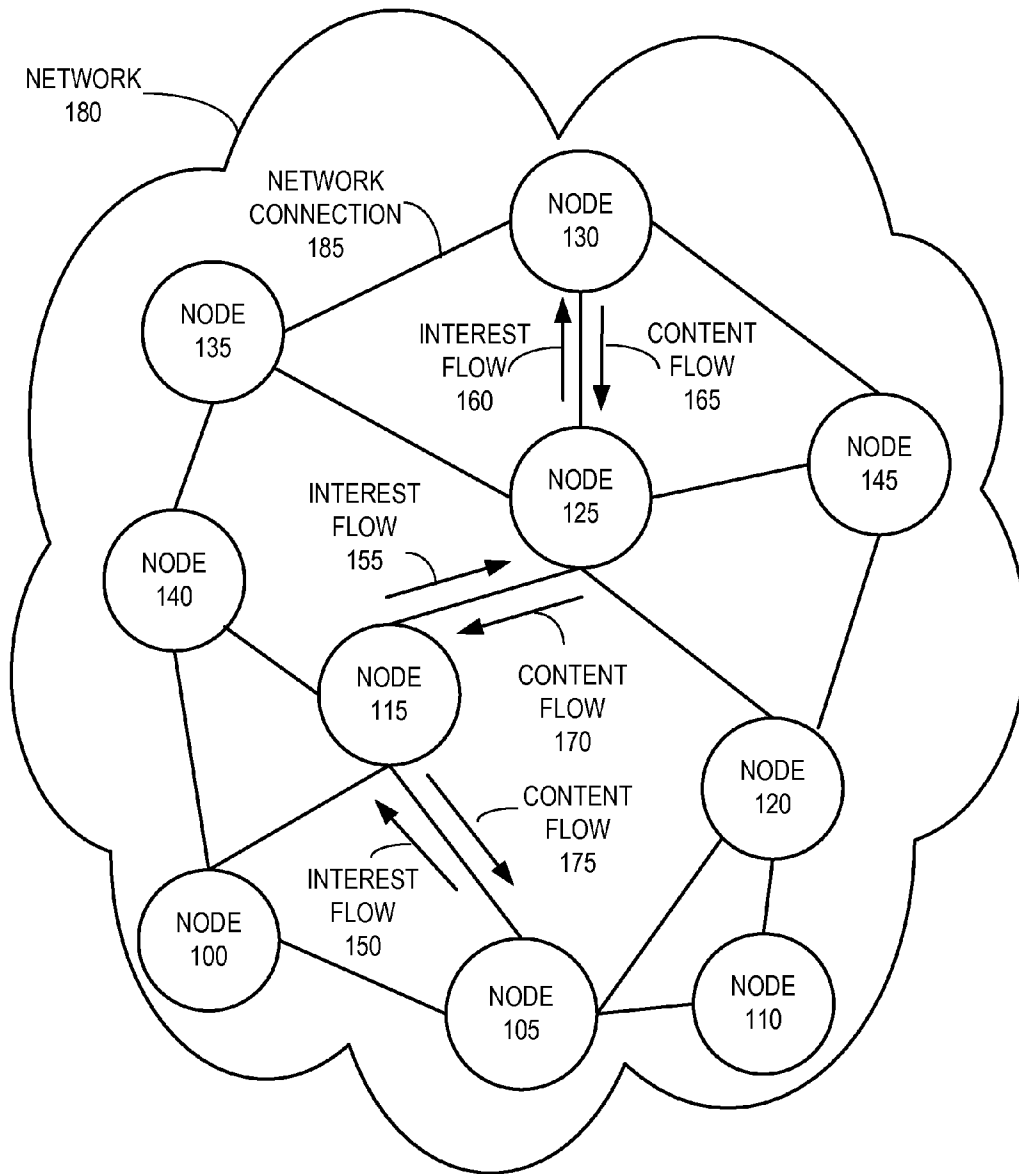 NETWORK
180
NETWORK
CONNECTION
185
NODE
130
NODE
135
INTEREST
FLOW
160
CONTENT
FLOW
165
NODE
145
NODE
125
INTEREST
FLOW
155
NODE
140
NODE
115
CONTENT
FLOW
170
NODE
120
CONTENT
FLOW
175
INTEREST
FLOW
150
NODE
100
NODE
105
NODE
110